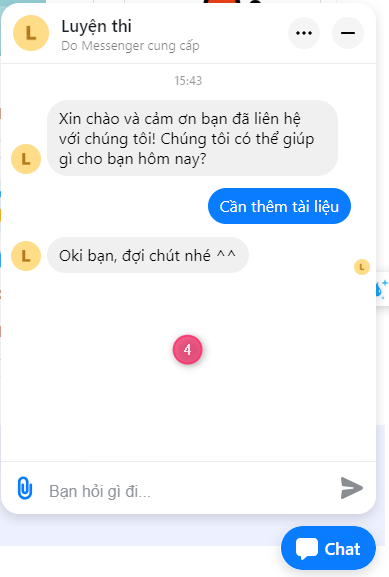 L
Luyện thi
Do Messenger cung cấp
15:43
Xin chào và cảm ơn bạn đã liên hệ
với chúng tôi! Chúng tôi có thể giúp
gì cho bạn hôm nay?
L
Cần thêm tài liệu
L
Oki bạn, đợi chút nhé ^^
L
4
Bạn hỏi gì đi...
Chat